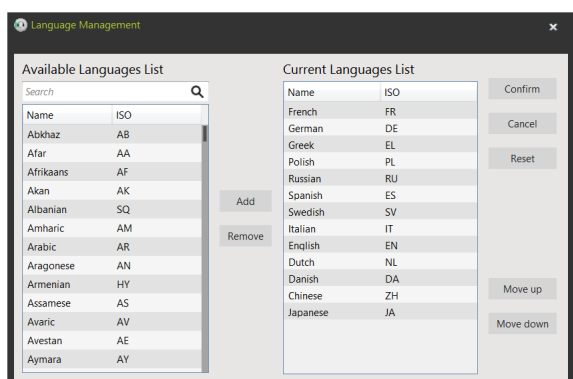 Language Management
Available Languages List
Search
Name ISO
Abkhaz AB
Afar AA
Afrikaans AF
Akan AK
Albanian SQ
Amharic AM
Arabic AR
Aragonese AN
Armenian HY
Assamese AS
Avaric AV
Avestan AE
Aymara AY
Add
Remove
Current Languages List
Name ISO
French FR
German DE
Greek EL
Polish PL
Russian RU
Spanish ES
Swedish SV
Italian IT
English EN
Dutch NL
Danish DA
Chinese ZH
Japanese JA
Confirm
Cancel
Reset
Move up
Move down